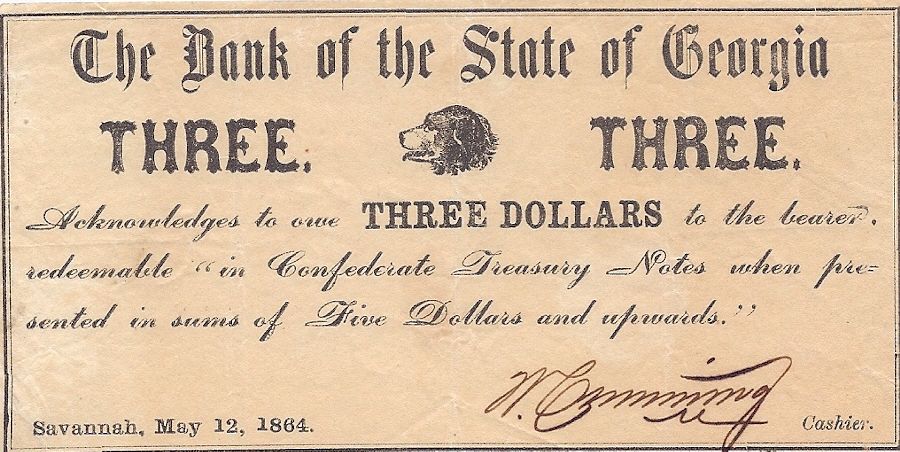 The Bank of the State of Georgia
THREE. THREE.
Acknowledges to owe THREE DOLLARS to the bearer,
redeemable "in Confederate Treasury Notes when pre=
sented in sums of Five Dollars and upwards."
W. Cumming
Savannah, May 12, 1864. Cashier.